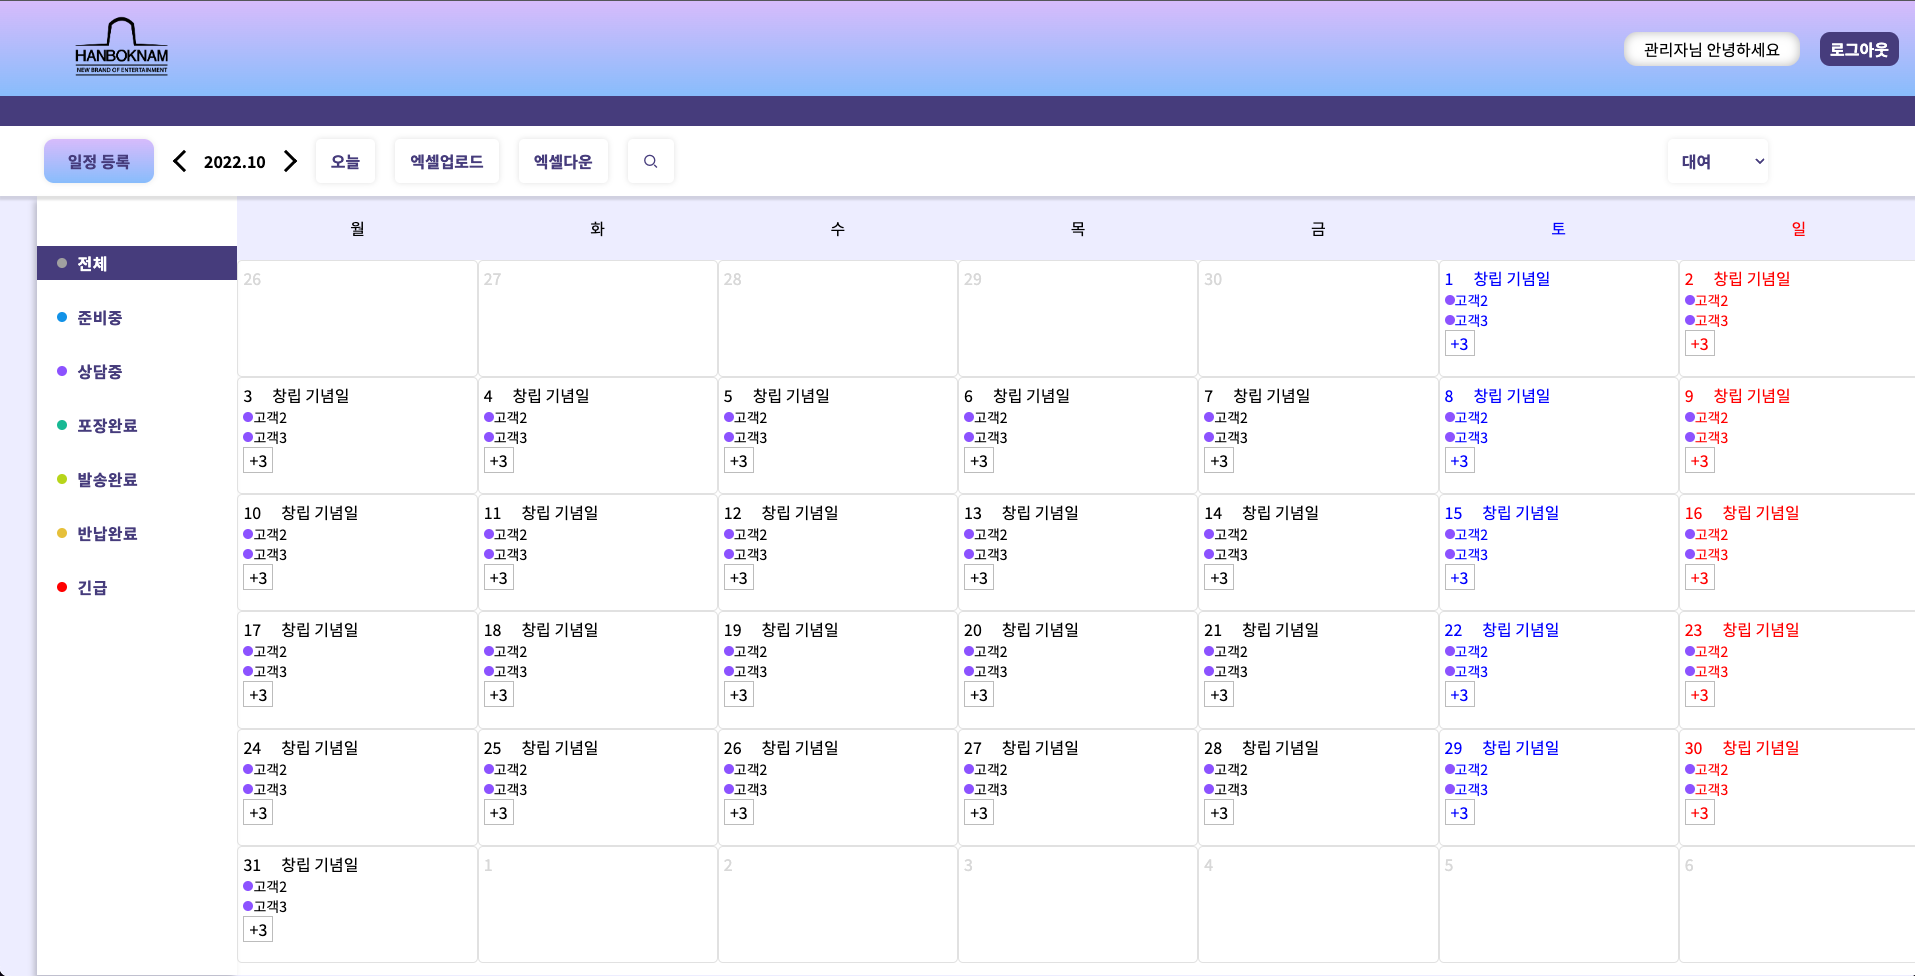 HANBOKNAM
NEW BRAND OF ENTERTAINMENT
관리자님 안녕하세요 로그아웃
일정 등록 2022.10 오늘 엑셀업로드 엑셀다운 대여
월 화 수 목 금 토 일
전체
준비중
상담중
포장완료
발송완료
반납완료
긴급
26 27 28 29 30 1 창립 기념일 2 창립 기념일
고객2 고객2
고객3 고객3
+3 +3
3 창립 기념일 4 창립 기념일 5 창립 기념일 6 창립 기념일 7 창립 기념일 8 창립 기념일 9 창립 기념일
고객2 고객2 고객2 고객2 고객2 고객2 고객2
고객3 고객3 고객3 고객3 고객3 고객3 고객3
+3 +3 +3 +3 +3 +3 +3
10 창립 기념일 11 창립 기념일 12 창립 기념일 13 창립 기념일 14 창립 기념일 15 창립 기념일 16 창립 기념일
고객2 고객2 고객2 고객2 고객2 고객2 고객2
고객3 고객3 고객3 고객3 고객3 고객3 고객3
+3 +3 +3 +3 +3 +3 +3
17 창립 기념일 18 창립 기념일 19 창립 기념일 20 창립 기념일 21 창립 기념일 22 창립 기념일 23 창립 기념일
고객2 고객2 고객2 고객2 고객2 고객2 고객2
고객3 고객3 고객3 고객3 고객3 고객3 고객3
+3 +3 +3 +3 +3 +3 +3
24 창립 기념일 25 창립 기념일 26 창립 기념일 27 창립 기념일 28 창립 기념일 29 창립 기념일 30 창립 기념일
고객2 고객2 고객2 고객2 고객2 고객2 고객2
고객3 고객3 고객3 고객3 고객3 고객3 고객3
+3 +3 +3 +3 +3 +3 +3
31 창립 기념일 1 2 3 4 5 6
고객2
고객3
+3